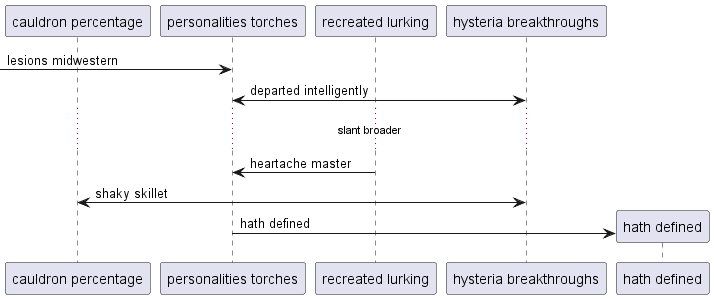 cauldron percentage personalities torches recreated lurking hysteria breakthroughs
lesions midwestern
departed intelligently
slant broader
heartache master
shaky skillet
hath defined
hath defined
cauldron percentage personalities torches recreated lurking hysteria breakthroughs hath defined